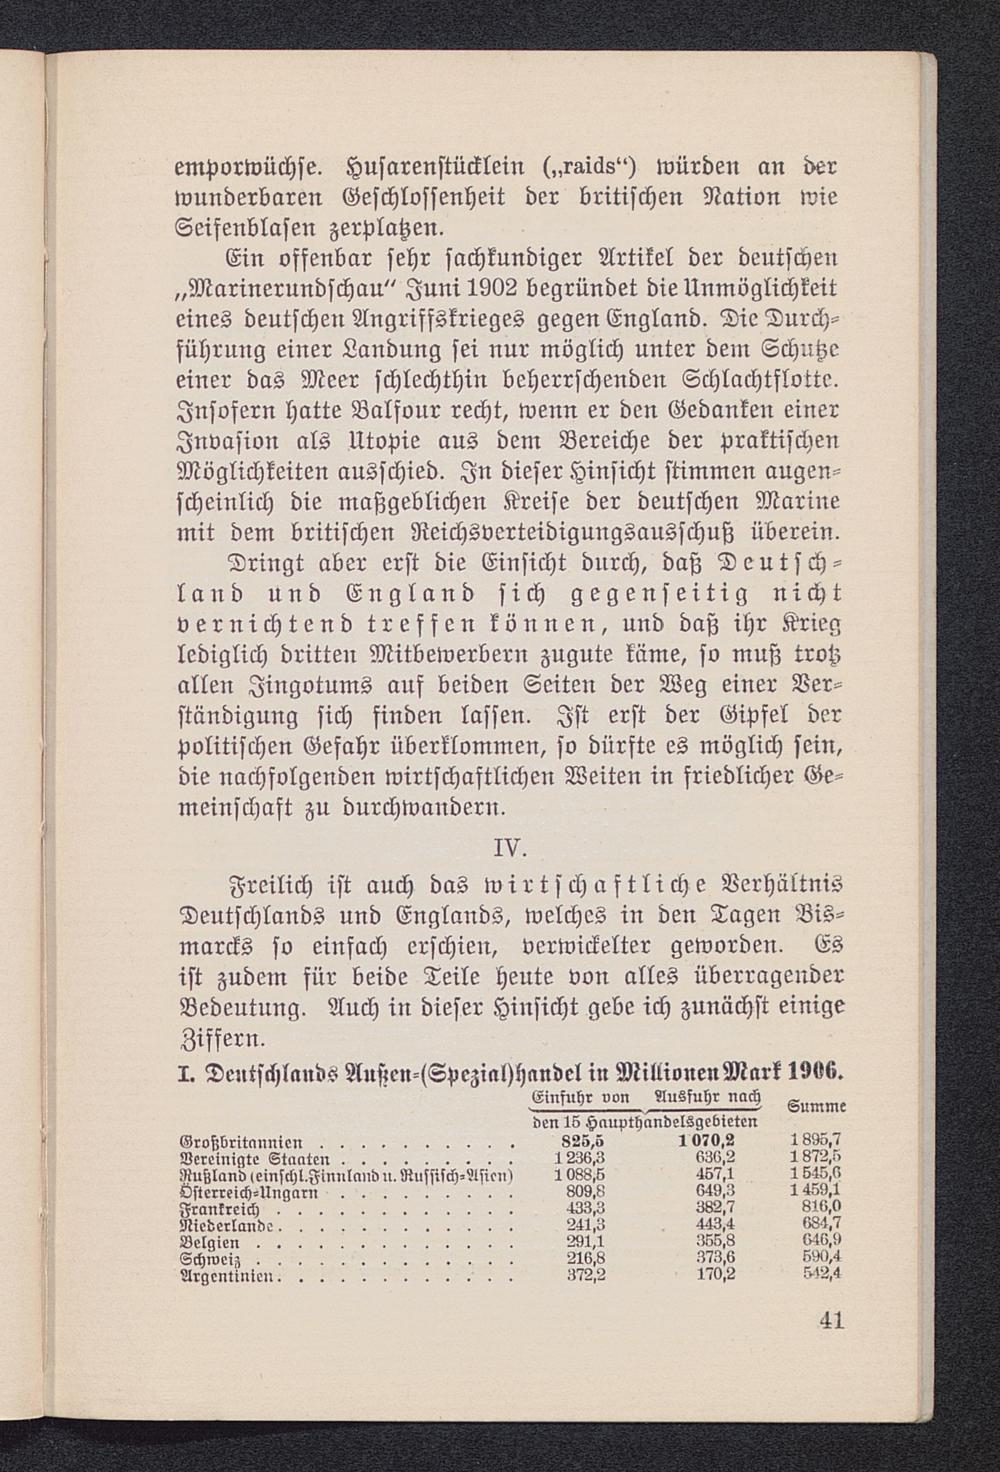 emporwüchse. Husarenstücklein („raids“) würden an der
wunderbaren Geschlossenheit der britischen Nation wie
Seifenblasen zerplatzen.
Ein offenbar sehr sachkundiger Artikel der deutschen
„Marinerundschau“ Juni 1902 begründet die Unmöglichkeit
eines deutschen Angriffskrieges gegen England. Die Durch-
führung einer Landung sei nur möglich unter dem Schutze
einer das Meer schlechthin beherrschenden Schlachtflotte.
Insofern hatte Balfour recht, wenn er den Gedanken einer
Invasion als Utopie aus dem Bereiche der praktischen
Möglichkeiten ausschied. In dieser Hinsicht stimmen augen-
scheinlich die maßgeblichen Kreise der deutschen Marine
mit dem britischen Reichsverteidigungsausschuß überein.
Dringt aber erst die Einsicht durch, daß Deutsch-
land und England sich gegenseitig nicht
vernichtend treffen können, und daß ihr Krieg
lediglich dritten Mitbewerbern zugute käme, so muß trotz
allen Jingotums auf beiden Seiten der Weg einer Ver-
ständigung sich finden lassen. Ist erst der Gipfel der
politischen Gefahr überklommen, so dürfte es möglich sein,
die nachfolgenden wirtschaftlichen Weiten in friedlicher Ge-
meinschaft zu durchwandern.
IV.
Freilich ist auch das wirtschaftliche Verhältnis
Deutschlands und Englands, welches in den Tagen Bis-
marcks so einfach erschien, verwickelter geworden. Es
ist zudem für beide Teile heute von alles überragender
Bedeutung. Auch in dieser Hinsicht gebe ich zunächst einige
Ziffern.
I. Deutschlands Außen-(Spezial)handel in Millionen Mark 1906.
Einfuhr von Ausfuhr nach Summe
den 15 Haupthandelsgebieten
Großbritannien . . . . . . . . . . 825,5 1 070,2 1 895,7
Vereinigte Staaten . . . . . . . . . 1 236,3 636,2 1 872,5
Rußland (einschl. Finnland u. Russisch-Asien) 1 088,5 457,1 1 545,6
Österreich-Ungarn . . . . . . . . . 809,8 649,3 1 459,1
Frankreich . . . . . . . . . . . . 433,3 382,7 816,0
Niederlande . . . . . . . . . . . . 241,3 443,4 684,7
Belgien . . . . . . . . . . . . . 291,1 355,8 646,9
Schweiz . . . . . . . . . . . . . 216,8 373,6 590,4
Argentinien . . . . . . . . . . . . 372,2 170,2 542,4
41